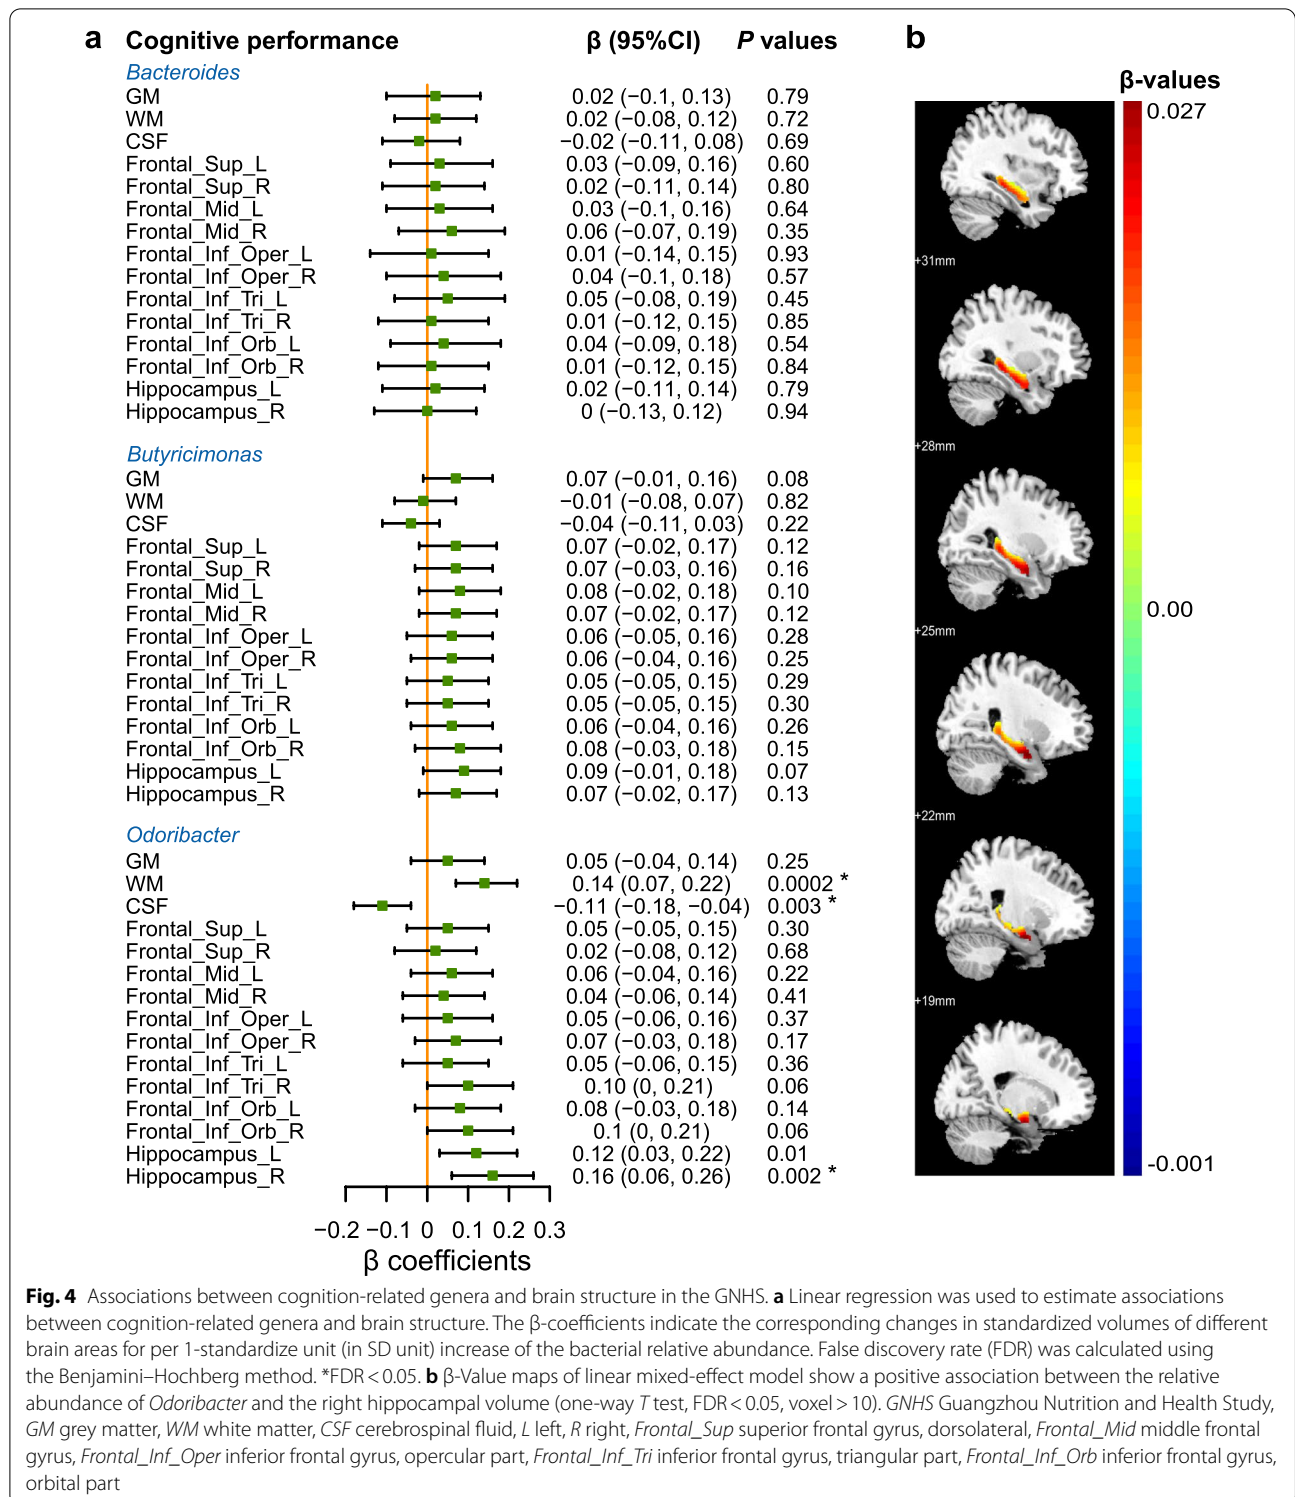 a Cognitive performance β (95%CI) P values
Bacteroides
GM 0.02 (−0.1, 0.13) 0.79
WM 0.02 (−0.08, 0.12) 0.72
CSF −0.02 (−0.11, 0.08) 0.69
Frontal_Sup_L 0.03 (−0.09, 0.16) 0.60
Frontal_Sup_R 0.02 (−0.11, 0.14) 0.80
Frontal_Mid_L 0.03 (−0.1, 0.16) 0.64
Frontal_Mid_R 0.06 (−0.07, 0.19) 0.35
Frontal_Inf_Oper_L 0.01 (−0.14, 0.15) 0.93
Frontal_Inf_Oper_R 0.04 (−0.1, 0.18) 0.57
Frontal_Inf_Tri_L 0.05 (−0.08, 0.19) 0.45
Frontal_Inf_Tri_R 0.01 (−0.12, 0.15) 0.85
Frontal_Inf_Orb_L 0.04 (−0.09, 0.18) 0.54
Frontal_Inf_Orb_R 0.01 (−0.12, 0.15) 0.84
Hippocampus_L 0.02 (−0.11, 0.14) 0.79
Hippocampus_R 0 (−0.13, 0.12) 0.94
Butyricimonas
GM 0.07 (−0.01, 0.16) 0.08
WM −0.01 (−0.08, 0.07) 0.82
CSF −0.04 (−0.11, 0.03) 0.22
Frontal_Sup_L 0.07 (−0.02, 0.17) 0.12
Frontal_Sup_R 0.07 (−0.03, 0.16) 0.16
Frontal_Mid_L 0.08 (−0.02, 0.18) 0.10
Frontal_Mid_R 0.07 (−0.02, 0.17) 0.12
Frontal_Inf_Oper_L 0.06 (−0.05, 0.16) 0.28
Frontal_Inf_Oper_R 0.06 (−0.04, 0.16) 0.25
Frontal_Inf_Tri_L 0.05 (−0.05, 0.15) 0.29
Frontal_Inf_Tri_R 0.05 (−0.05, 0.15) 0.30
Frontal_Inf_Orb_L 0.06 (−0.04, 0.16) 0.26
Frontal_Inf_Orb_R 0.08 (−0.03, 0.18) 0.15
Hippocampus_L 0.09 (−0.01, 0.18) 0.07
Hippocampus_R 0.07 (−0.02, 0.17) 0.13
Odoribacter
GM 0.05 (−0.04, 0.14) 0.25
WM 0.14 (0.07, 0.22) 0.0002 *
CSF −0.11 (−0.18, −0.04) 0.003 *
Frontal_Sup_L 0.05 (−0.05, 0.15) 0.30
Frontal_Sup_R 0.02 (−0.08, 0.12) 0.68
Frontal_Mid_L 0.06 (−0.04, 0.16) 0.22
Frontal_Mid_R 0.04 (−0.06, 0.14) 0.41
Frontal_Inf_Oper_L 0.05 (−0.06, 0.16) 0.37
Frontal_Inf_Oper_R 0.07 (−0.03, 0.18) 0.17
Frontal_Inf_Tri_L 0.05 (−0.06, 0.15) 0.36
Frontal_Inf_Tri_R 0.10 (0, 0.21) 0.06
Frontal_Inf_Orb_L 0.08 (−0.03, 0.18) 0.14
Frontal_Inf_Orb_R 0.1 (0, 0.21) 0.06
Hippocampus_L 0.12 (0.03, 0.22) 0.01
Hippocampus_R 0.16 (0.06, 0.26) 0.002 *
−0.2 −0.1 0 0.1 0.2 0.3
β coefficients
b
β-values
0.027
+31mm
+28mm
0.00
+25mm
+22mm
+19mm
-0.001
Fig. 4 Associations between cognition-related genera and brain structure in the GNHS. a Linear regression was used to estimate associations
between cognition-related genera and brain structure. The β-coefficients indicate the corresponding changes in standardized volumes of different
brain areas for per 1-standardize unit (in SD unit) increase of the bacterial relative abundance. False discovery rate (FDR) was calculated using
the Benjamini–Hochberg method. *FDR < 0.05. b β-Value maps of linear mixed-effect model show a positive association between the relative
abundance of Odoribacter and the right hippocampal volume (one-way T test, FDR < 0.05, voxel > 10). GNHS Guangzhou Nutrition and Health Study,
GM grey matter, WM white matter, CSF cerebrospinal fluid, L left, R right, Frontal_Sup superior frontal gyrus, dorsolateral, Frontal_Mid middle frontal
gyrus, Frontal_Inf_Oper inferior frontal gyrus, opercular part, Frontal_Inf_Tri inferior frontal gyrus, triangular part, Frontal_Inf_Orb inferior frontal gyrus,
orbital part